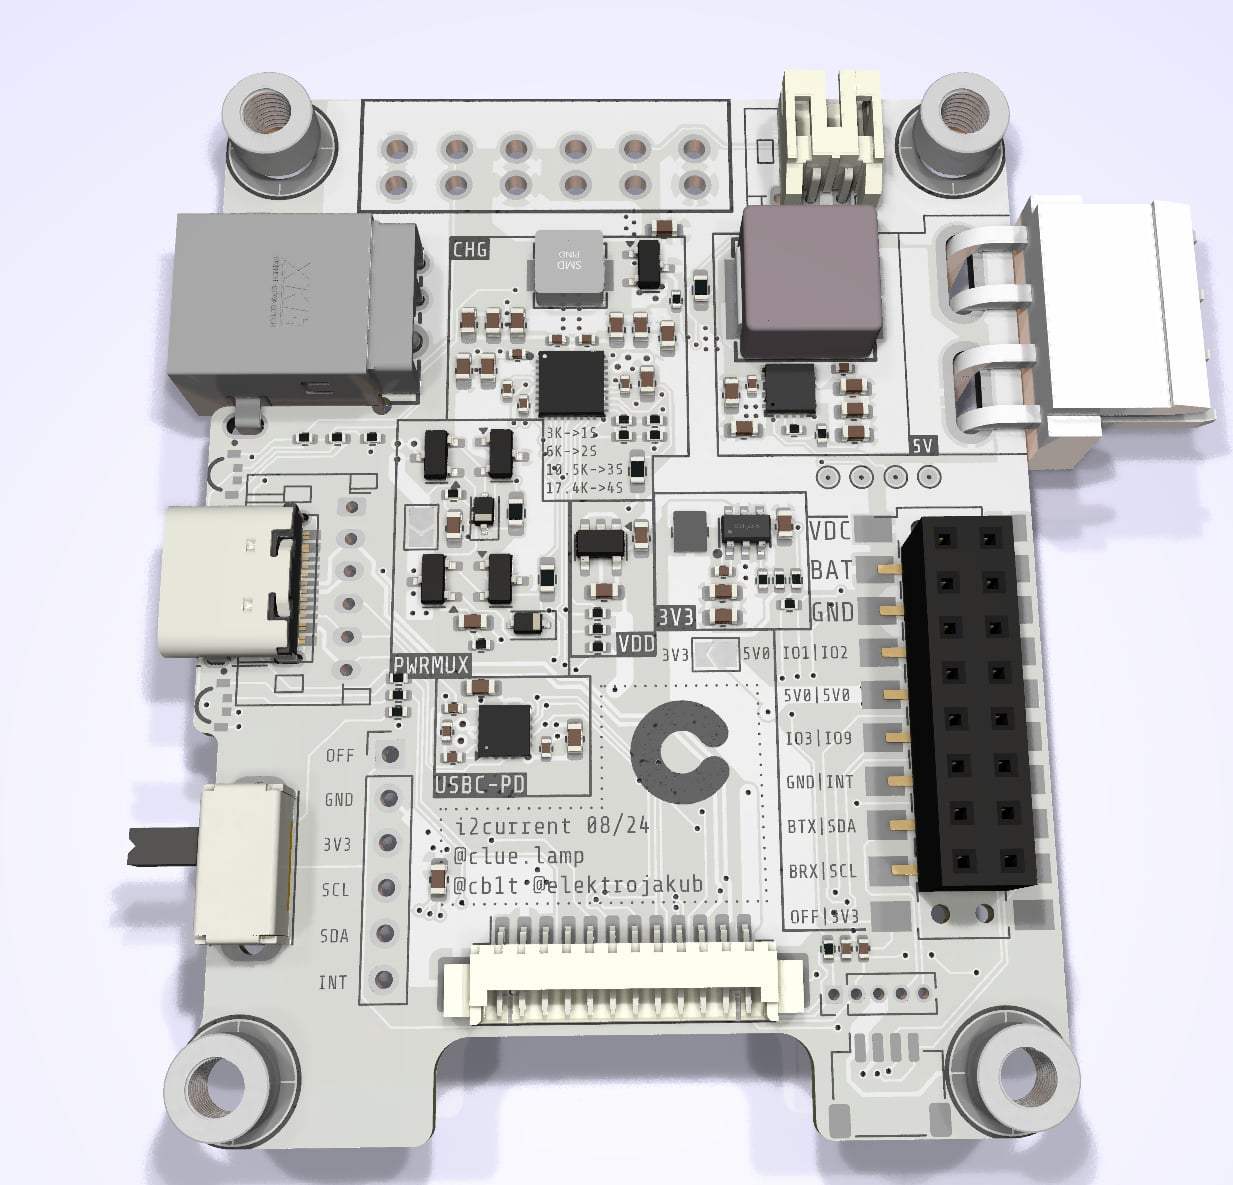 CHG
SMD
PIND
XKB
3K->1S
6K->2S
10.5K->3S
17.4K->4S
5V
VDC
BAT
GND
3V3
VDD
3V3
5V0
IO1|IO2
PWRMUX
5V0|5V0
IO3|IO9
OFF
USBC-PD
GND|INT
GND
i2current 08/24
BTX|SDA
3V3
@clue.lamp
BRX|SCL
SCL
@cb1t @elektrojakub
OFF|3V3
SDA
INT